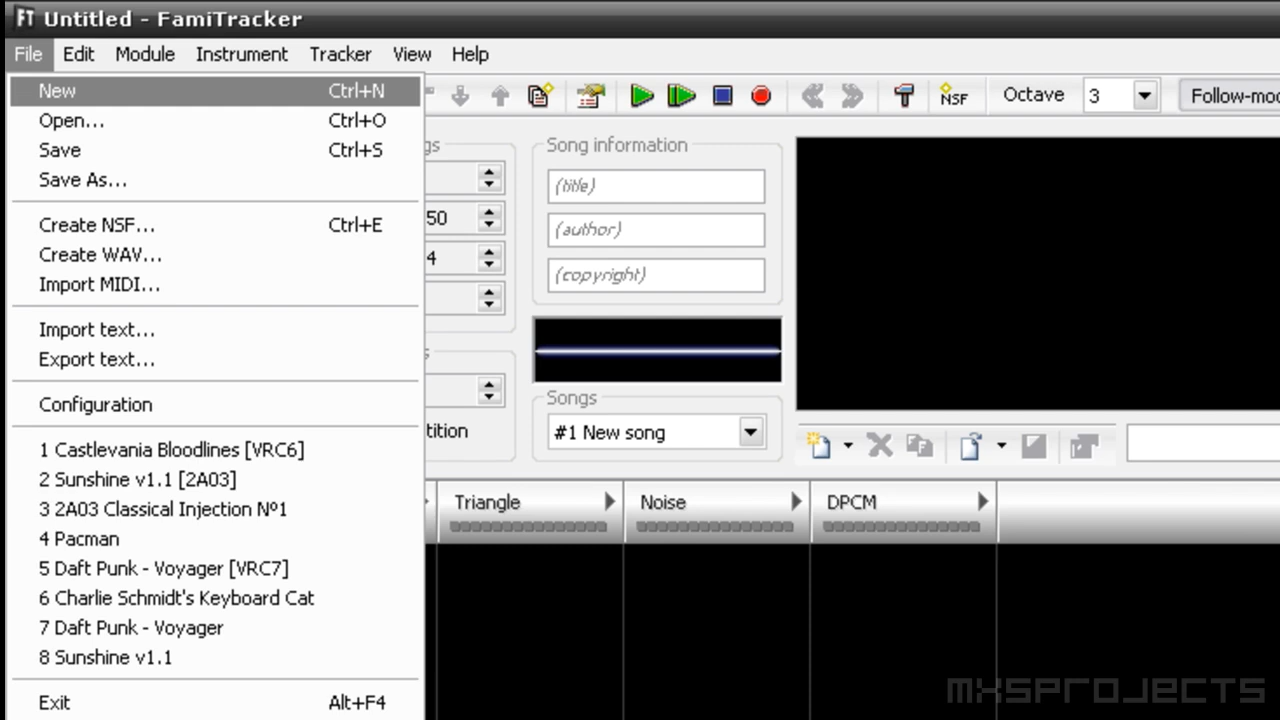 FT Untitled - FamiTracker
File Edit Module Instrument Tracker View Help
New Ctrl+N
Open... Ctrl+O
Save Ctrl+S
Save As...
Create NSF... Ctrl+E
Create WAV...
Import MIDI...
Import text...
Export text...
Configuration
1 Castlevania Bloodlines [VRC6]
2 Sunshine v1.1 [2A03]
3 2A03 Classical Injection Nº1
4 Pacman
5 Daft Punk - Voyager [VRC7]
6 Charlie Schmidt's Keyboard Cat
7 Daft Punk - Voyager
8 Sunshine v1.1
Exit Alt+F4
NSF Octave 3
gs
50
4
tition
Song information
(title)
(author)
(copyright)
Songs
#1 New song
Triangle Noise DPCM
mxsprojects